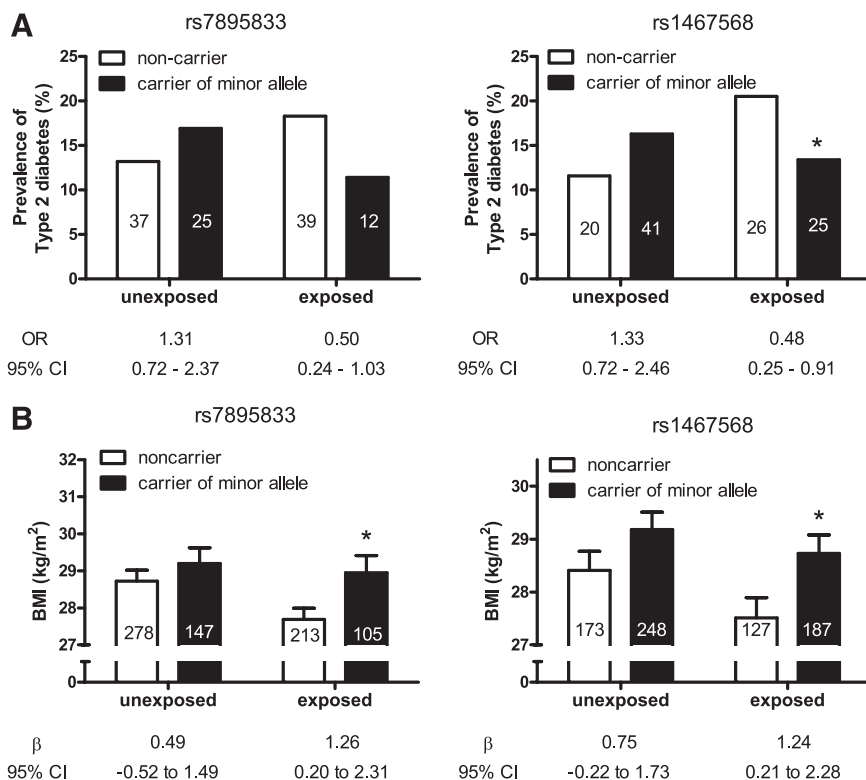 A
rs7895833
rs1467568
25
20
15
10
5
0
Prevalence of
Type 2 diabetes (%)
non-carrier
carrier of minor allele
37
25
39
12
unexposed
exposed
25
20
15
10
5
0
Prevalence of
Type 2 diabetes (%)
non-carrier
carrier of minor allele
20
41
26
25
*
unexposed
exposed
OR 1.31 0.50 1.33 0.48
95% CI 0.72 - 2.37 0.24 - 1.03 0.72 - 2.46 0.25 - 0.91
B
rs7895833
rs1467568
32
31
30
29
28
27
0
BMI (kg/m²)
noncarrier
carrier of minor allele
278
147
213
105
*
unexposed
exposed
30
29
28
27
0
BMI (kg/m²)
noncarrier
carrier of minor allele
173
248
127
187
*
unexposed
exposed
β 0.49 1.26 β 0.75 1.24
95% CI -0.52 to 1.49 0.20 to 2.31 95% CI -0.22 to 1.73 0.21 to 2.28